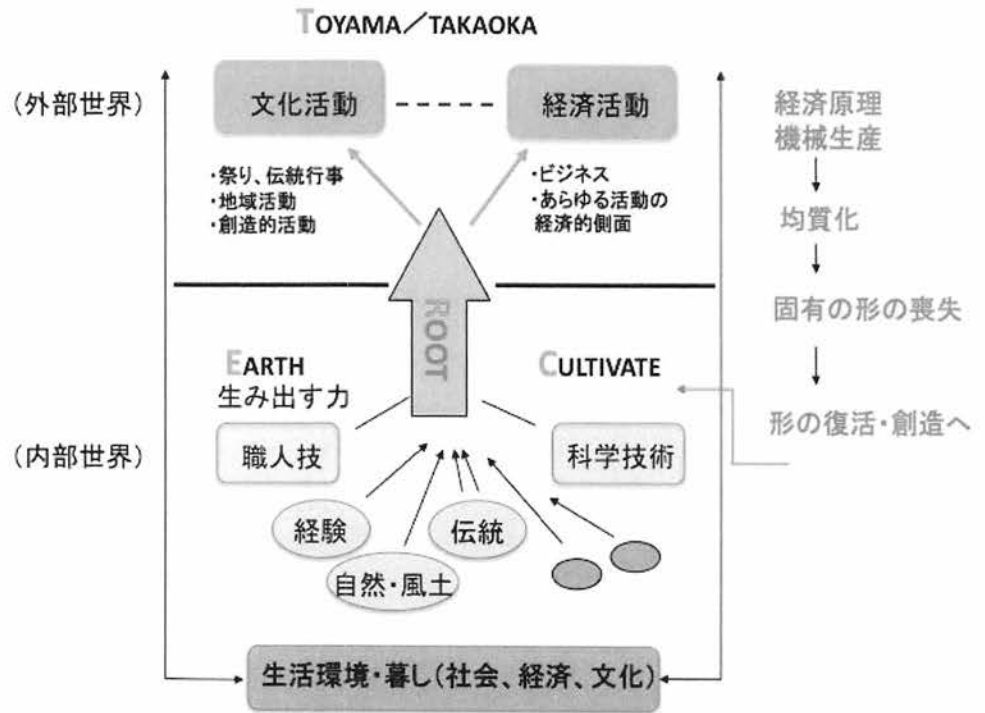 TOYAMA／TAKAOKA
(外部世界)
文化活動
経済活動
・祭り、伝統行事
・地域活動
・創造的活動
・ビジネス
・あらゆる活動の
経済的側面
経済原理
機械生産
均質化
固有の形の喪失
形の復活・創造へ
ROOT
EARTH
生み出す力
CULTIVATE
(内部世界)
職人技
科学技術
経験
伝統
自然・風土
生活環境・暮し(社会、経済、文化)